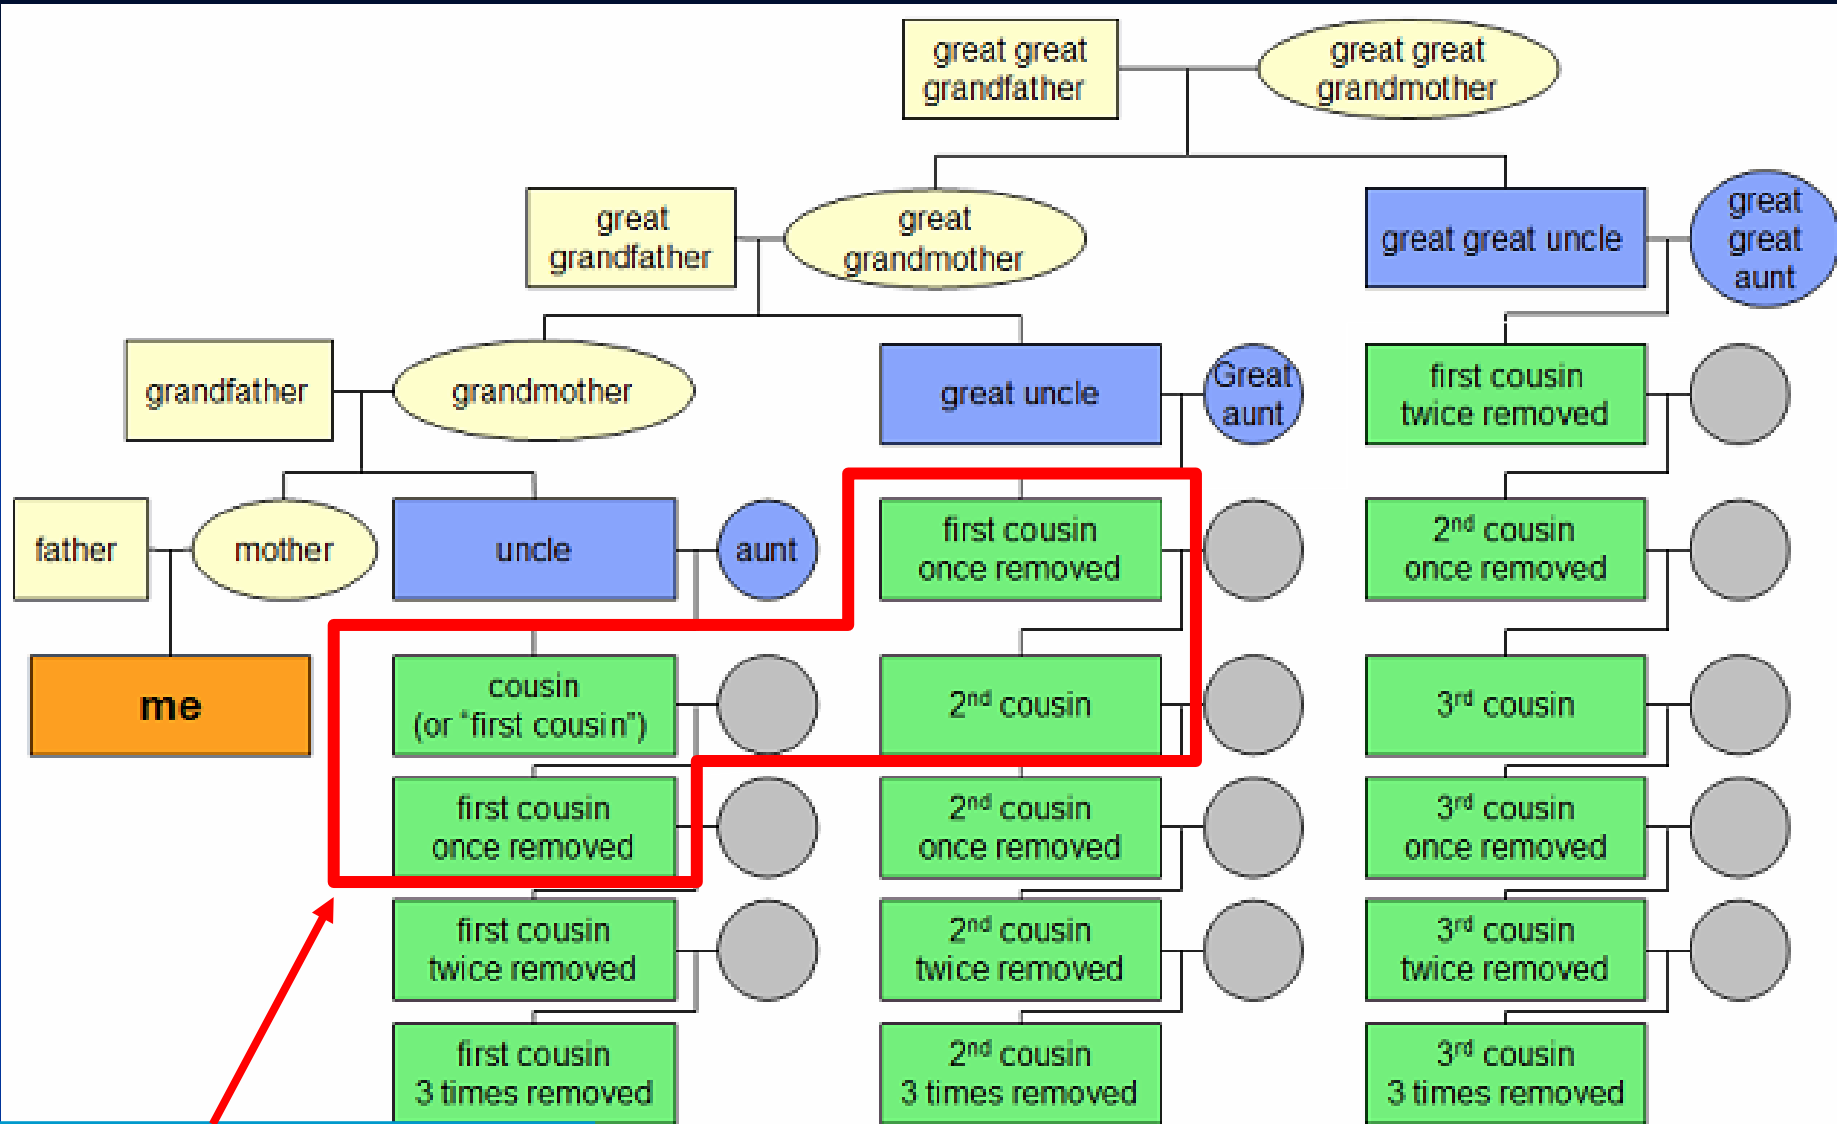 great great
grandfather
great great
grandmother
great
grandfather
great
grandmother
great great uncle
great
great
aunt
grandfather
grandmother
great uncle
Great
aunt
first cousin
twice removed
father
mother
uncle
aunt
first cousin
once removed
2nd cousin
once removed
me
cousin
(or "first cousin")
2nd cousin
3rd cousin
first cousin
once removed
2nd cousin
once removed
3rd cousin
once removed
first cousin
twice removed
2nd cousin
twice removed
3rd cousin
twice removed
first cousin
3 times removed
2nd cousin
3 times removed
3rd cousin
3 times removed